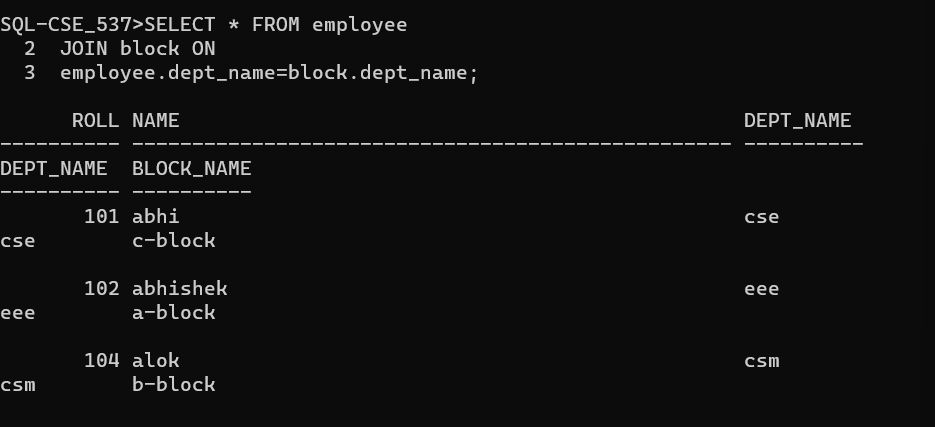 SQL-CSE_537>SELECT * FROM employee
  2  JOIN block ON
  3  employee.dept_name=block.dept_name;
      ROLL NAME                                               DEPT_NAME
---------- -------------------------------------------------- ----------
DEPT_NAME  BLOCK_NAME
---------- ----------
       101 abhi                                               cse
cse        c-block
       102 abhishek                                           eee
eee        a-block
       104 alok                                               csm
csm        b-block